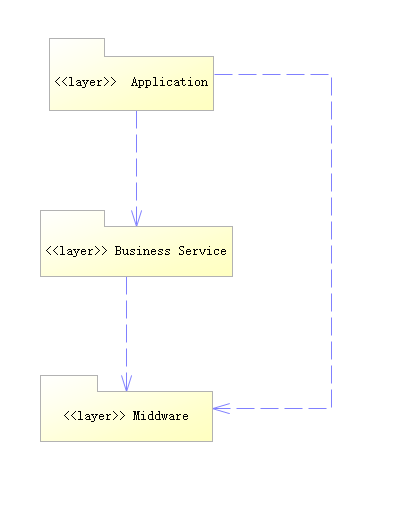 <<layer>> Application
<<layer>> Business Service
<<layer>> Middware